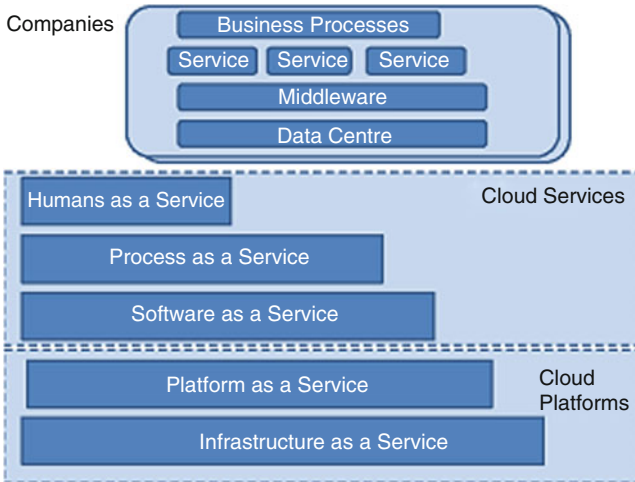 Companies
Business Processes
Service Service Service
Middleware
Data Centre
Humans as a Service
Cloud Services
Process as a Service
Software as a Service
Platform as a Service
Cloud
Platforms
Infrastructure as a Service